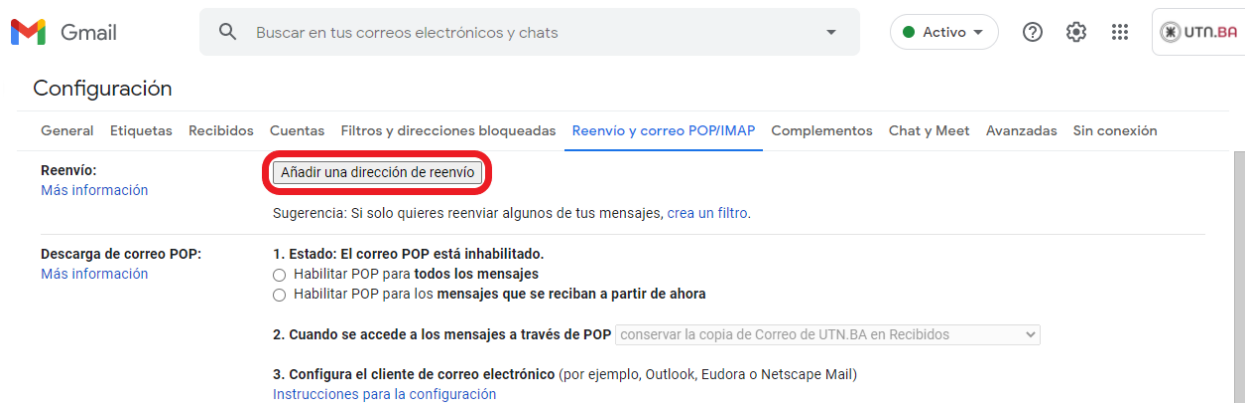 Gmail
Buscar en tus correos electrónicos y chats
Activo
UTN.BA
Configuración
General Etiquetas Recibidos Cuentas Filtros y direcciones bloqueadas Reenvío y correo POP/IMAP Complementos Chat y Meet Avanzadas Sin conexión
Reenvío:
Más información
Añadir una dirección de reenvío
Sugerencia: Si solo quieres reenviar algunos de tus mensajes, crea un filtro.
Descarga de correo POP:
Más información
1. Estado: El correo POP está inhabilitado.
Habilitar POP para todos los mensajes
Habilitar POP para los mensajes que se reciban a partir de ahora
2. Cuando se accede a los mensajes a través de POP conservar la copia de Correo de UTN.BA en Recibidos
3. Configura el cliente de correo electrónico (por ejemplo, Outlook, Eudora o Netscape Mail)
Instrucciones para la configuración